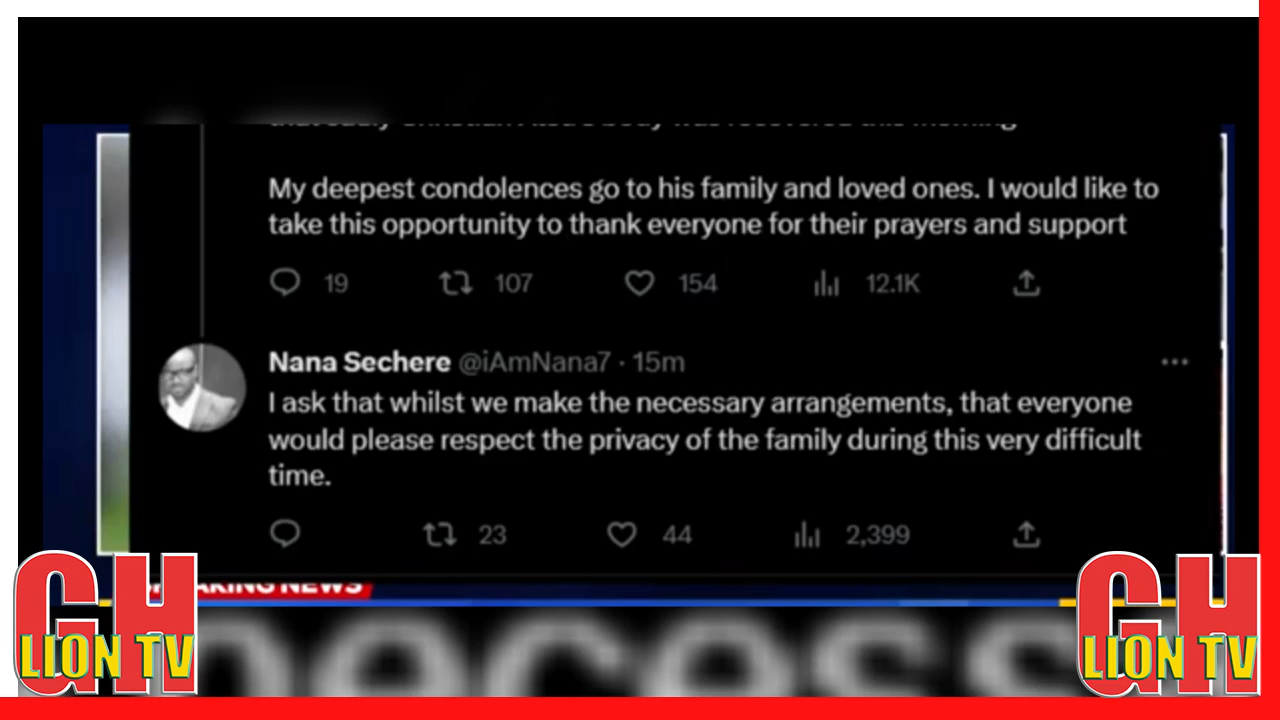 My deepest condolences go to his family and loved ones. I would like to
take this opportunity to thank everyone for their prayers and support
19 107 154 12.1K
Nana Sechere @iAmNana7 · 15m
I ask that whilst we make the necessary arrangements, that everyone
would please respect the privacy of the family during this very difficult
time.
23 44 2,399
BREAKING NEWS
GH
LION TV
GH
LION TV